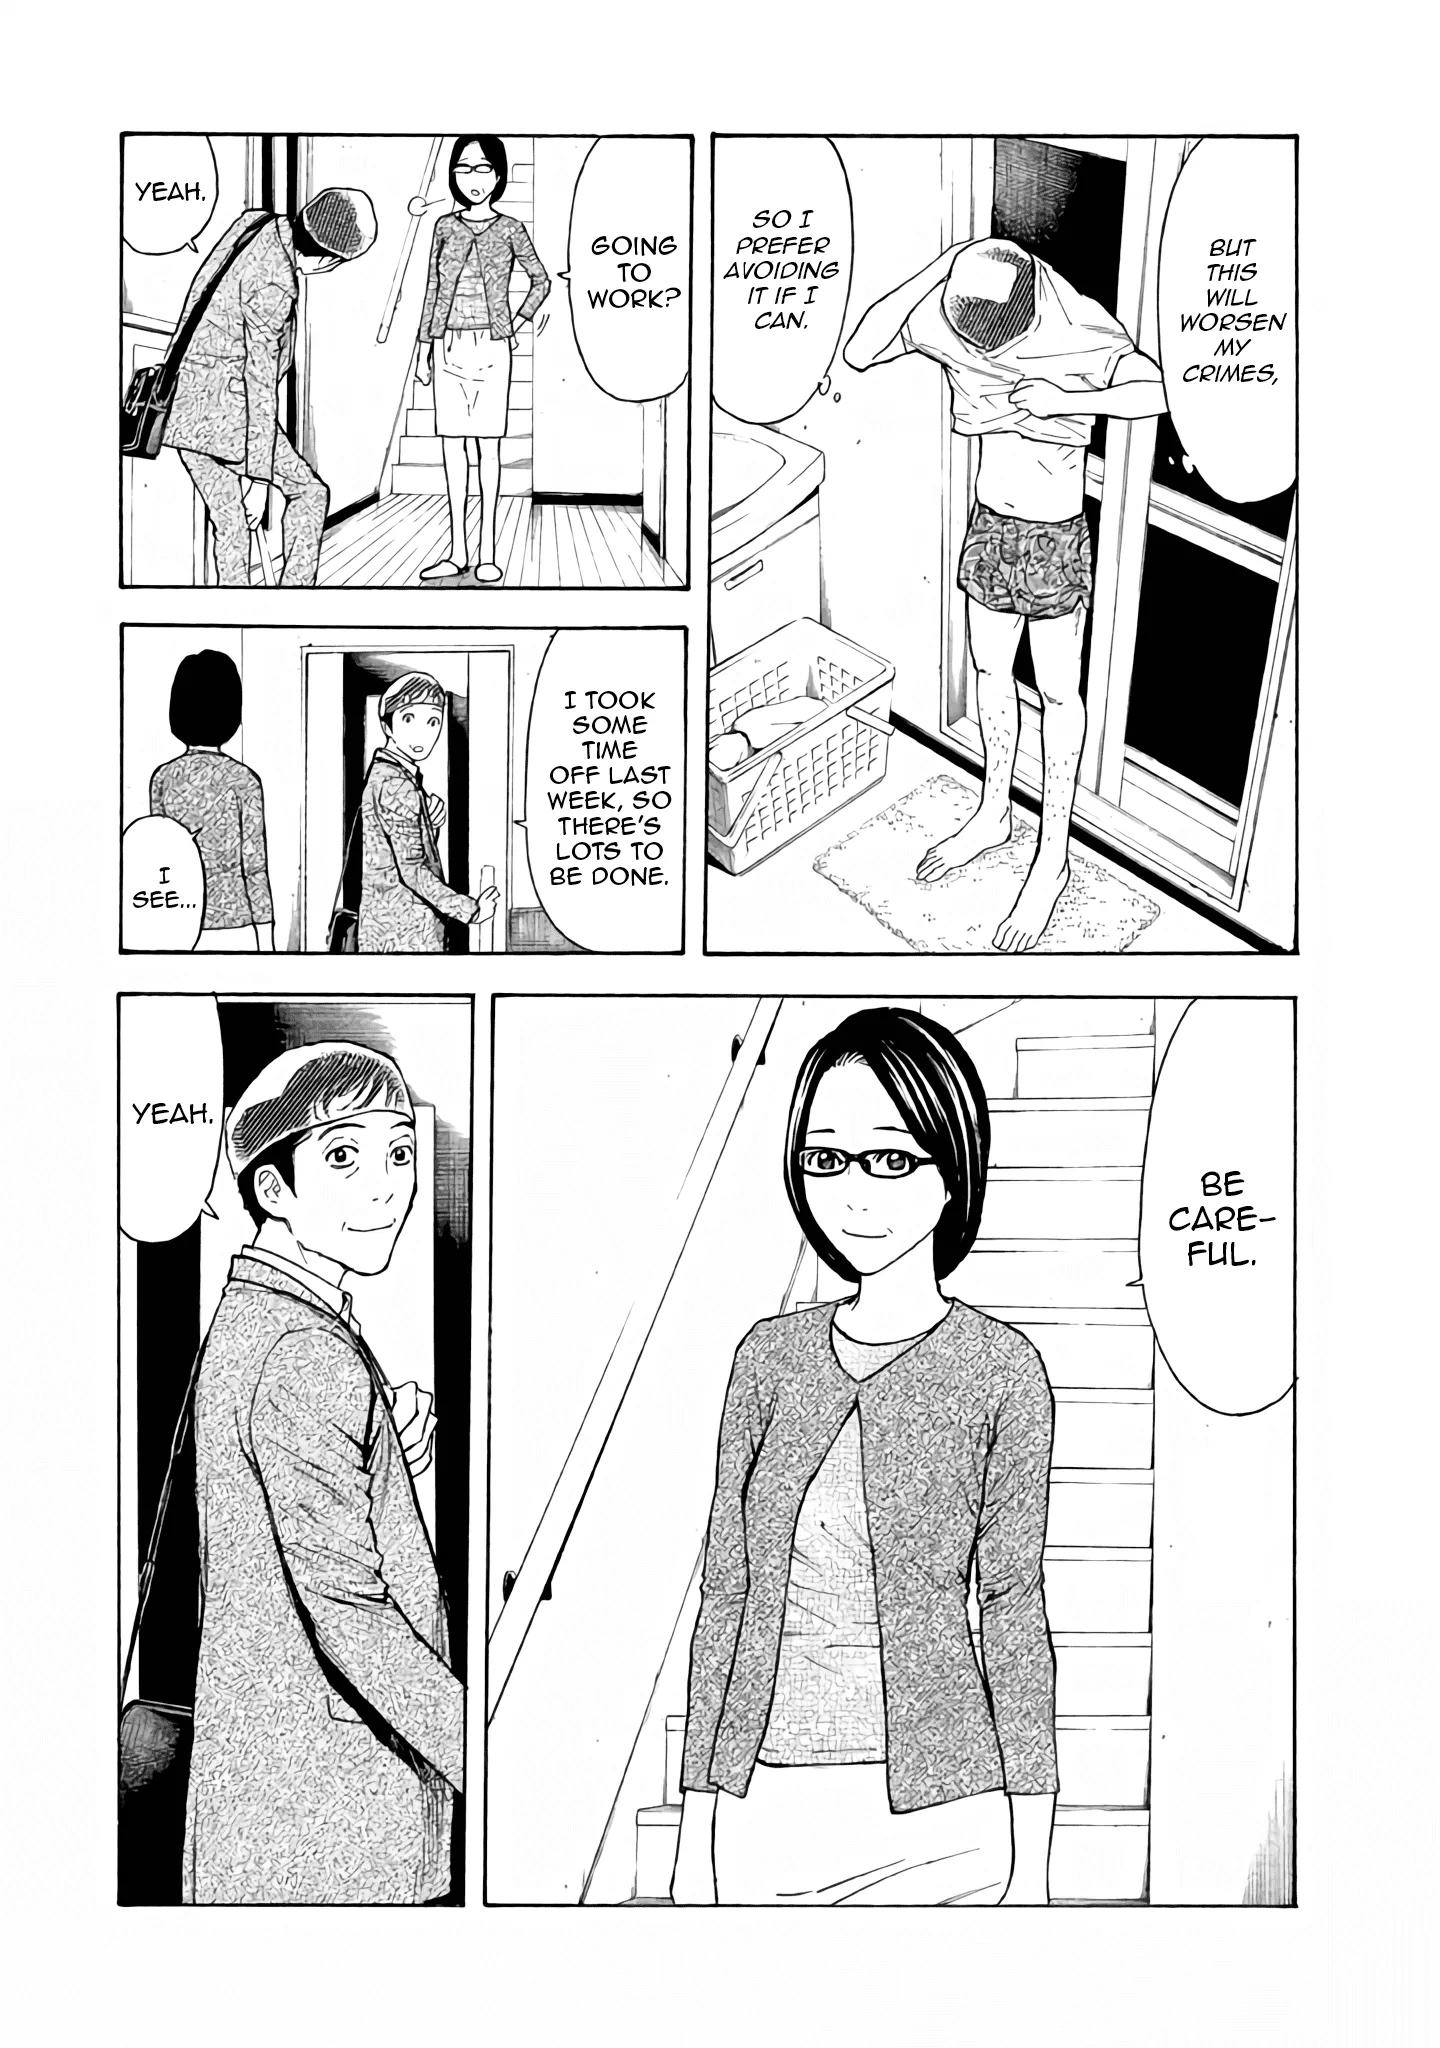 BUT
THIS
WILL
WORSEN
MY
CRIMES,
SO I
PREFER
AVOIDING
IT IF I
CAN.
GOING
TO
WORK?
YEAH.
I TOOK
SOME
TIME
OFF LAST
WEEK, SO
THERE'S
LOTS TO
BE DONE.
I
SEE...
BE
CARE-
FUL.
YEAH.